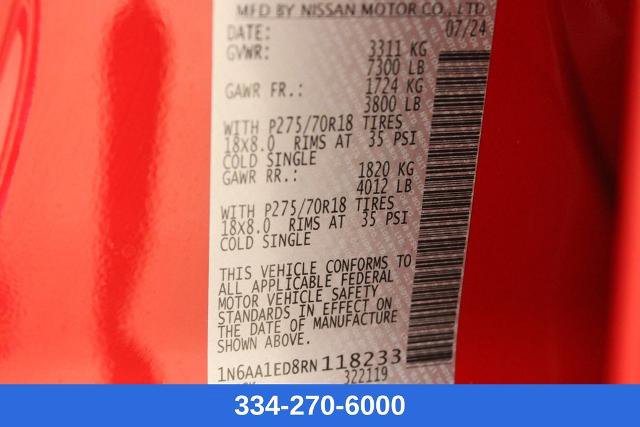 MFD BY NISSAN MOTOR CO., LTD
DATE: 07/24
GVWR: 3311 KG
7300 LB
GAWR FR.: 1724 KG
3800 LB
WITH P275/70R18 TIRES
18X8.0 RIMS AT 35 PSI
COLD SINGLE
GAWR RR.: 1820 KG
4012 LB
WITH P275/70R18 TIRES
18X8.0 RIMS AT 35 PSI
COLD SINGLE
THIS VEHICLE CONFORMS TO
ALL APPLICABLE FEDERAL
MOTOR VEHICLE SAFETY
STANDARDS IN EFFECT ON
THE DATE OF MANUFACTURE
SHOWN ABOVE.
1N6AA1ED8RN118233
322119
334-270-6000